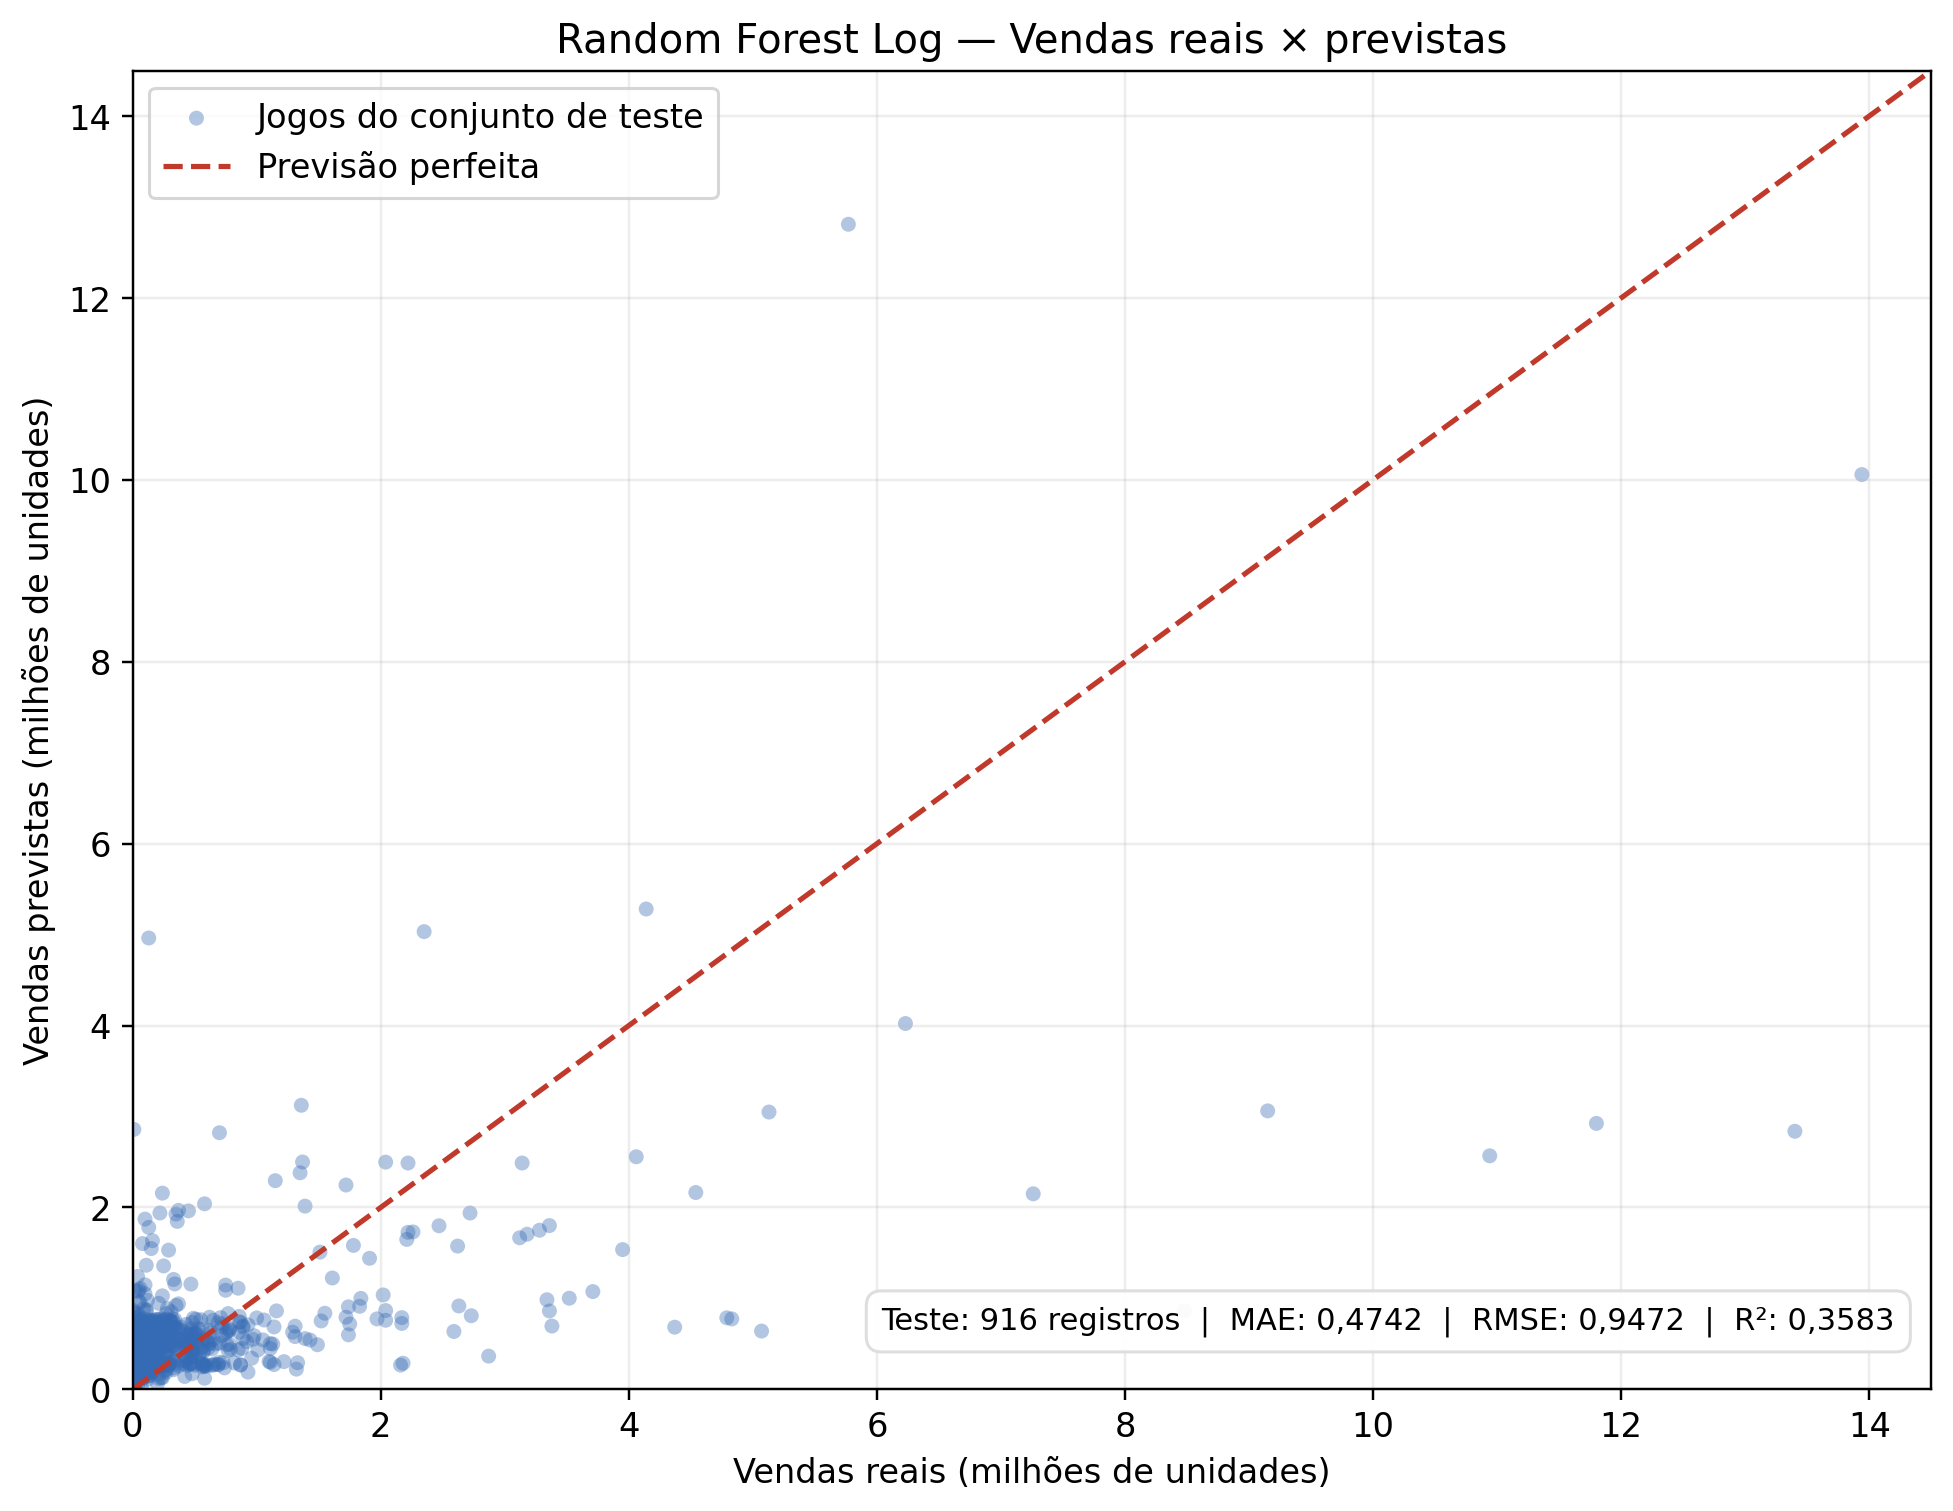 Random Forest Log — Vendas reais × previstas
Jogos do conjunto de teste
Previsão perfeita
Vendas previstas (milhões de unidades)
14
12
10
8
6
4
2
0
Teste: 916 registros | MAE: 0,4742 | RMSE: 0,9472 | R²: 0,3583
0 2 4 6 8 10 12 14
Vendas reais (milhões de unidades)